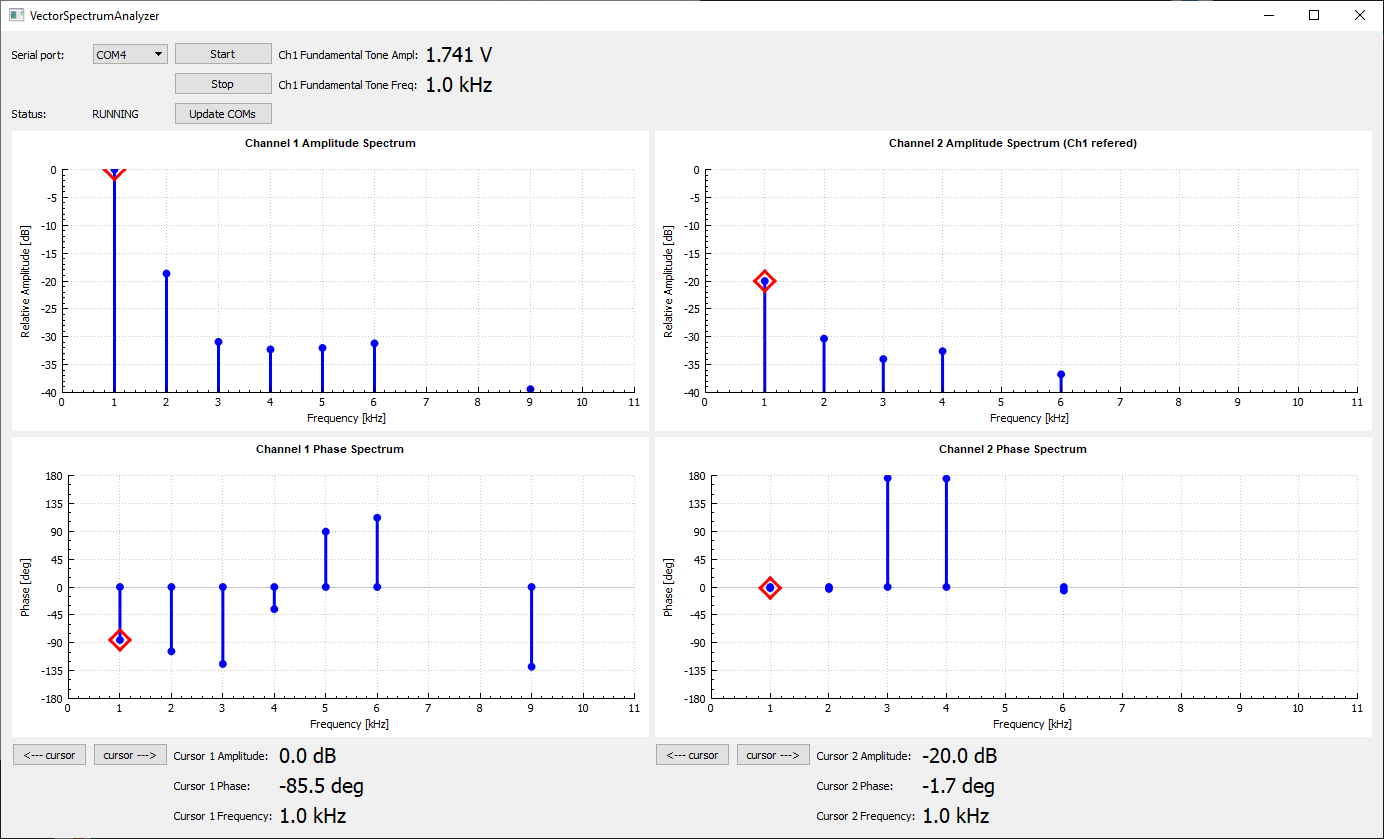 VectorSpectrumAnalyzer
Serial port: COM4 Start Ch1 Fundamental Tone Ampl: 1.741 V
Stop Ch1 Fundamental Tone Freq: 1.0 kHz
Status: RUNNING Update COMs
Channel 1 Amplitude Spectrum
0
-5
-10
-15
-20
-25
-30
-35
-40
Relative Amplitude [dB]
0 1 2 3 4 5 6 7 8 9 10 11
Frequency [kHz]
Channel 2 Amplitude Spectrum (Ch1 refered)
0
-5
-10
-15
-20
-25
-30
-35
-40
Relative Amplitude [dB]
0 1 2 3 4 5 6 7 8 9 10 11
Frequency [kHz]
Channel 1 Phase Spectrum
180
135
90
45
0
-45
-90
-135
-180
Phase [deg]
0 1 2 3 4 5 6 7 8 9 10 11
Frequency [kHz]
Channel 2 Phase Spectrum
180
135
90
45
0
-45
-90
-135
-180
Phase [deg]
0 1 2 3 4 5 6 7 8 9 10 11
Frequency [kHz]
<--- cursor cursor ---> Cursor 1 Amplitude: 0.0 dB
Cursor 1 Phase: -85.5 deg
Cursor 1 Frequency: 1.0 kHz
<--- cursor cursor ---> Cursor 2 Amplitude: -20.0 dB
Cursor 2 Phase: -1.7 deg
Cursor 2 Frequency: 1.0 kHz